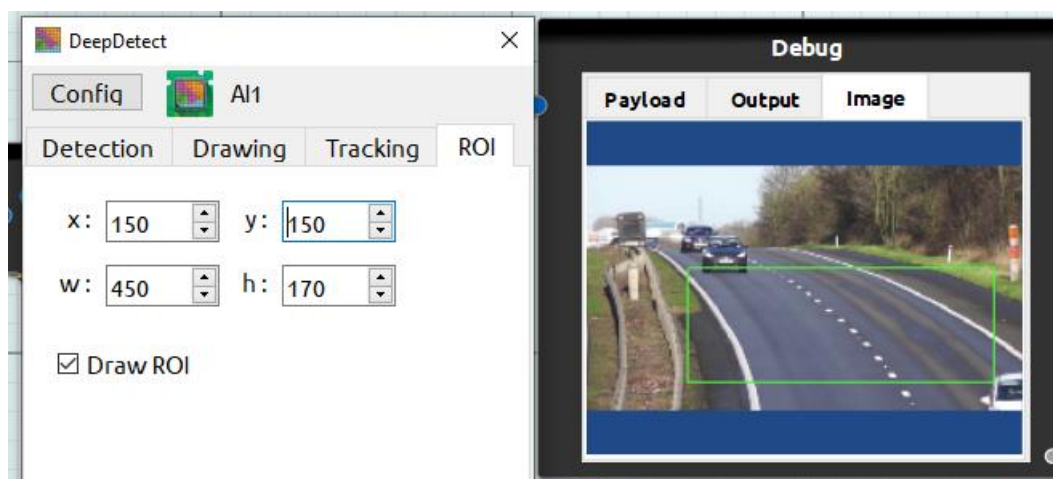 DeepDetect
Config AI1
Detection Drawing Tracking ROI
x: 150 y: 150
w: 450 h: 170
Draw ROI
Debug
Payload Output Image